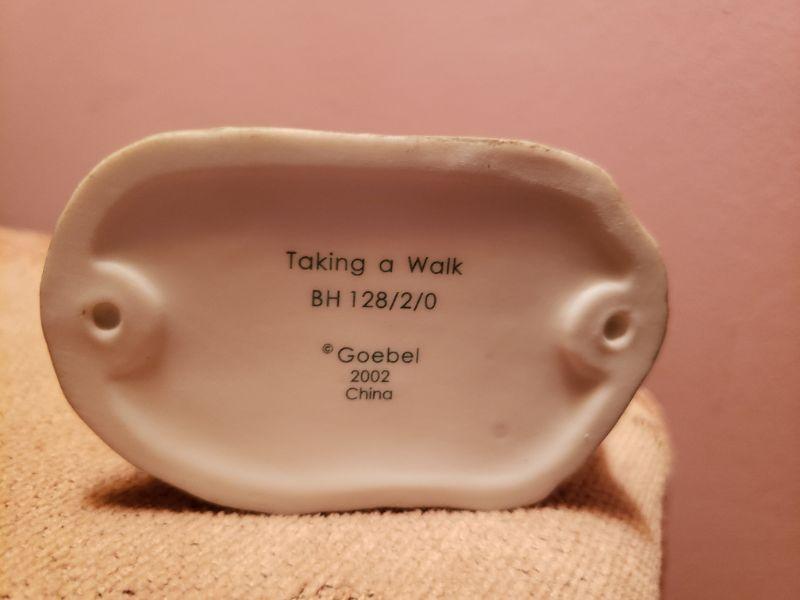 Taking a Walk
BH 128/2/0
©Goebel
2002
China